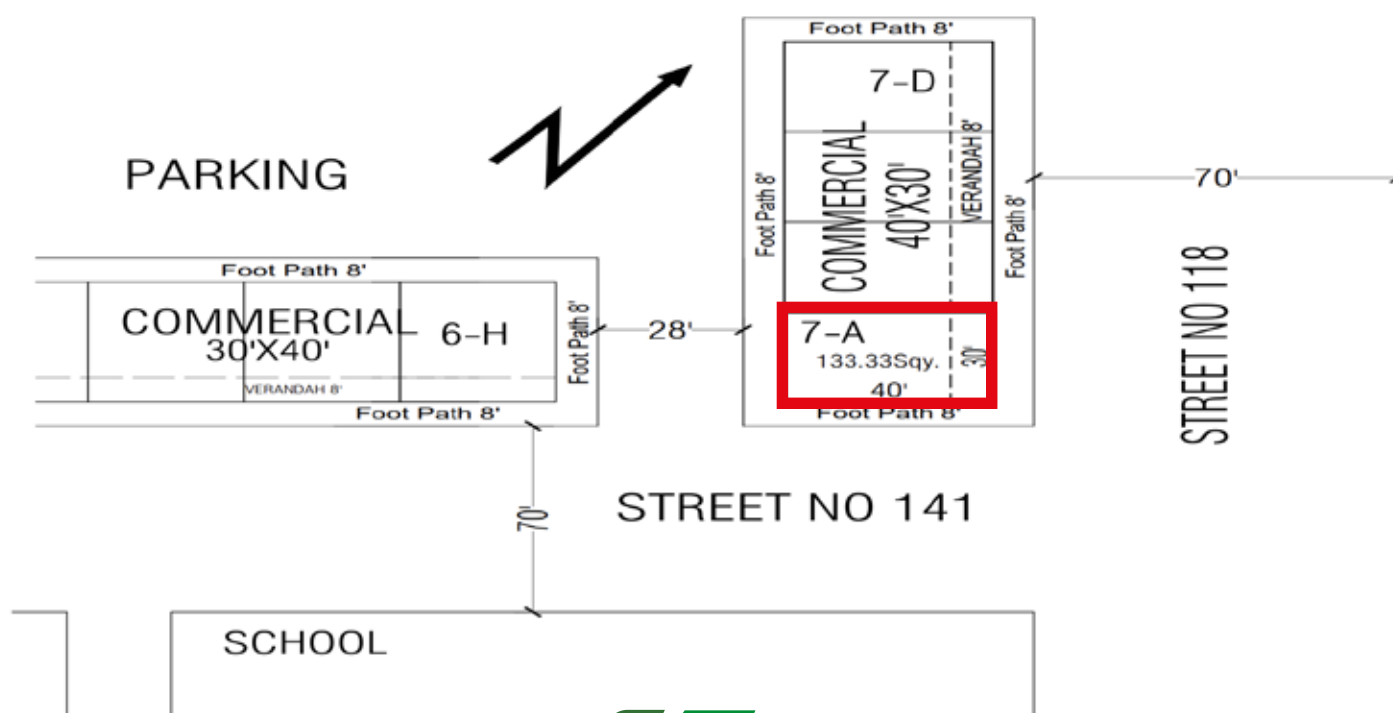 Foot Path 8'
7-D
PARKING
COMMERCIAL
40'X30'
VERANDAH 8'
Foot Path 8'
Foot Path 8'
70'
STREET NO 118
Foot Path 8'
COMMERCIAL
30'X40'
6-H
VERANDAH 8'
Foot Path 8'
Foot Path 8'
28'
7-A
133.33Sqy.
40'
30'
Foot Path 8'
70'
STREET NO 141
SCHOOL